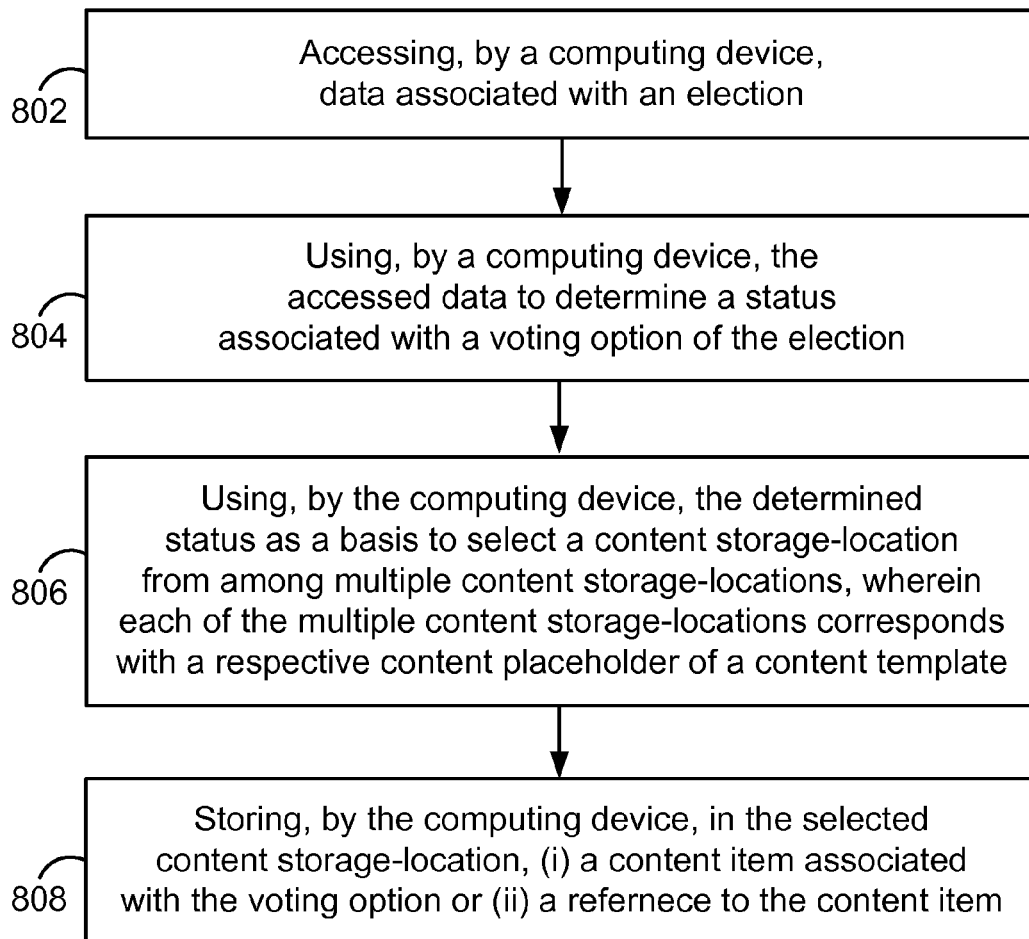 Accessing, by a computing device,
data associated with an election
802
Using, by a computing device, the
accessed data to determine a status
associated with a voting option of the election
804
Using, by the computing device, the determined
status as a basis to select a content storage-location
from among multiple content storage-locations, wherein
each of the multiple content storage-locations corresponds
with a respective content placeholder of a content template
806
Storing, by the computing device, in the selected
content storage-location, (i) a content item associated
with the voting option or (ii) a refernece to the content item
808